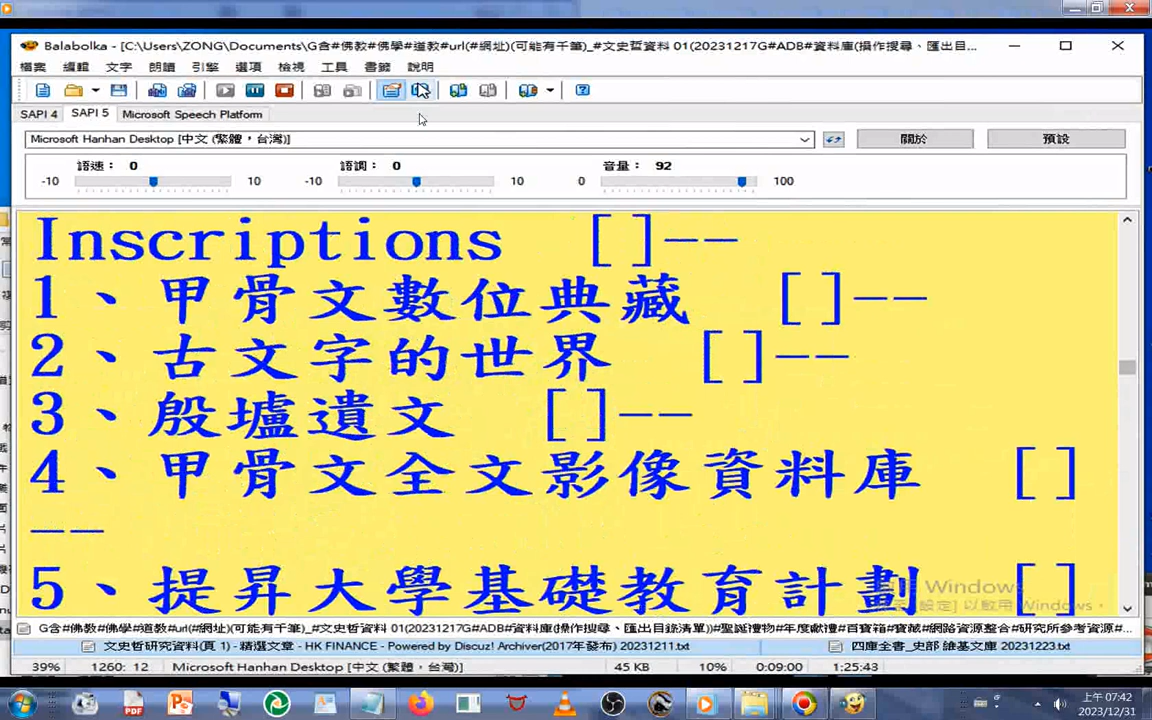 Balabolka - [C:\Users\ZONG\Documents\G含#佛教#佛學#道教#url(#網址)(可能有千筆)_#文史哲資料 01(20231217G#ADB#資料庫(操作搜尋、匯出目...
檔案 編輯 文字 朗讀 引擎 選項 檢視 工具 書籤 說明
SAPI 4 SAPI 5 Microsoft Speech Platform
Microsoft Hanhan Desktop [中文 (繁體，台灣)] 關於 預設
語速： 0 語調： 0 音量： 92
-10 10 -10 10 0 100
Inscriptions []--
1、甲骨文數位典藏 []--
2、古文字的世界 []--
3、殷墟遺文 []--
4、甲骨文全文影像資料庫 []
--
5、提昇大學基礎教育計劃 []
Windows
[設定] 以啟用 Windows。
G含#佛教#佛學#道教#url(#網址)(可能有千筆)_#文史哲資料 01(20231217G#ADB#資料庫(操作搜尋、匯出目錄清單))#聖誕禮物#年度獻禮#百寶箱#寶藏#網路資源整合#研究所參考資源#...
文史哲研究資料(頁 1) - 精選文章 - HK FINANCE - Powered by Discuz! Archiver(2017年發布) 20231211.txt 四庫全書_史部 維基文庫 20231223.txt
39% 1260: 12 Microsoft Hanhan Desktop [中文 (繁體，台灣)] 45 KB 10% 0:09:00 1:25:43
上午 07:42
2023/12/31